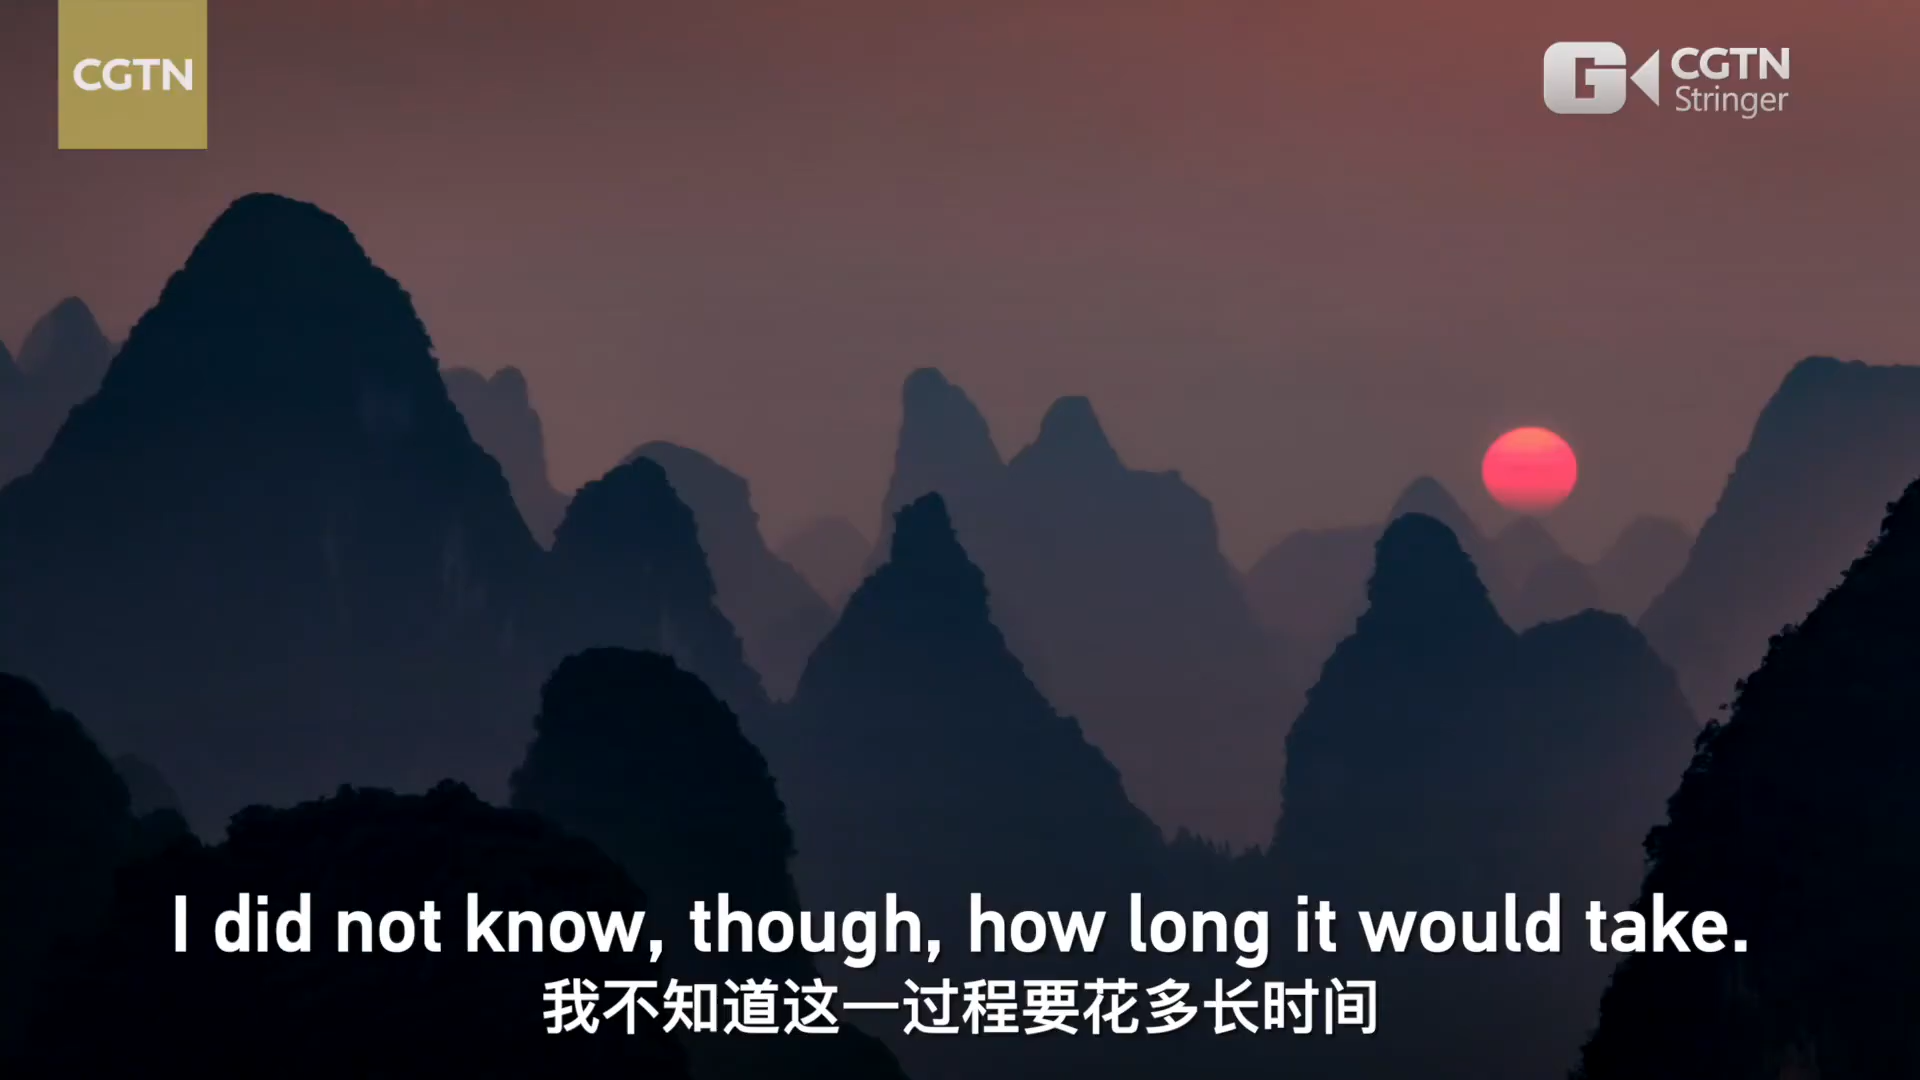 CGTN
CGTN
Stringer
I did not know, though, how long it would take.
我不知道这一过程要花多长时间